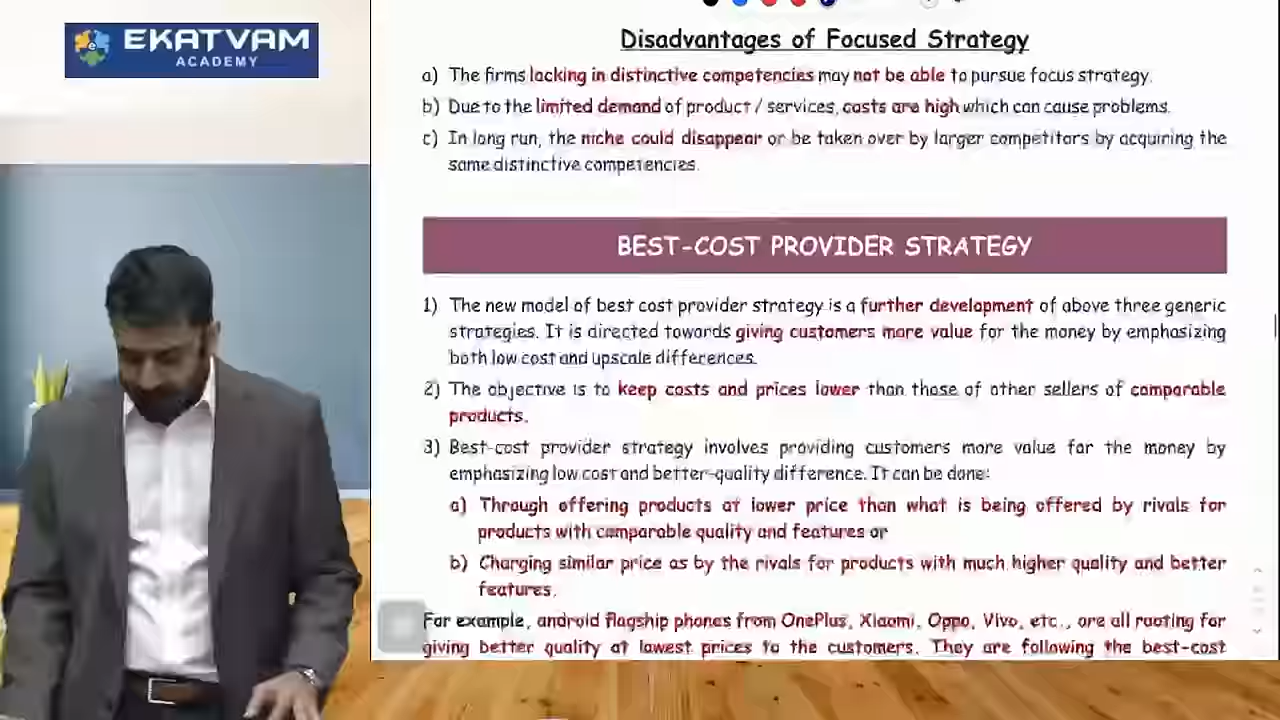 EKATVAM
ACADEMY
Disadvantages of Focused Strategy
a) The firms lacking in distinctive competencies may not be able to pursue focus strategy.
b) Due to the limited demand of product / services, costs are high which can cause problems.
c) In long run, the niche could disappear or be taken over by larger competitors by acquiring the
same distinctive competencies.
BEST-COST PROVIDER STRATEGY
1) The new model of best cost provider strategy is a further development of above three generic
strategies. It is directed towards giving customers more value for the money by emphasizing
both low cost and upscale differences.
2) The objective is to keep costs and prices lower than those of other sellers of comparable
products.
3) Best-cost provider strategy involves providing customers more value for the money by
emphasizing low cost and better-quality difference. It can be done:
a) Through offering products at lower price than what is being offered by rivals for
products with comparable quality and features or
b) Charging similar price as by the rivals for products with much higher quality and better
features.
For example, android flagship phones from OnePlus, Xiaomi, Oppo, Vivo, etc., are all rooting for
giving better quality at lowest prices to the customers. They are following the best-cost